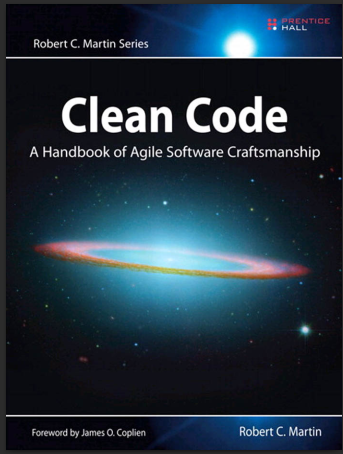 PRENTICE
HALL
Robert C. Martin Series
Clean Code
A Handbook of Agile Software Craftsmanship
Foreword by James O. Coplien
Robert C. Martin